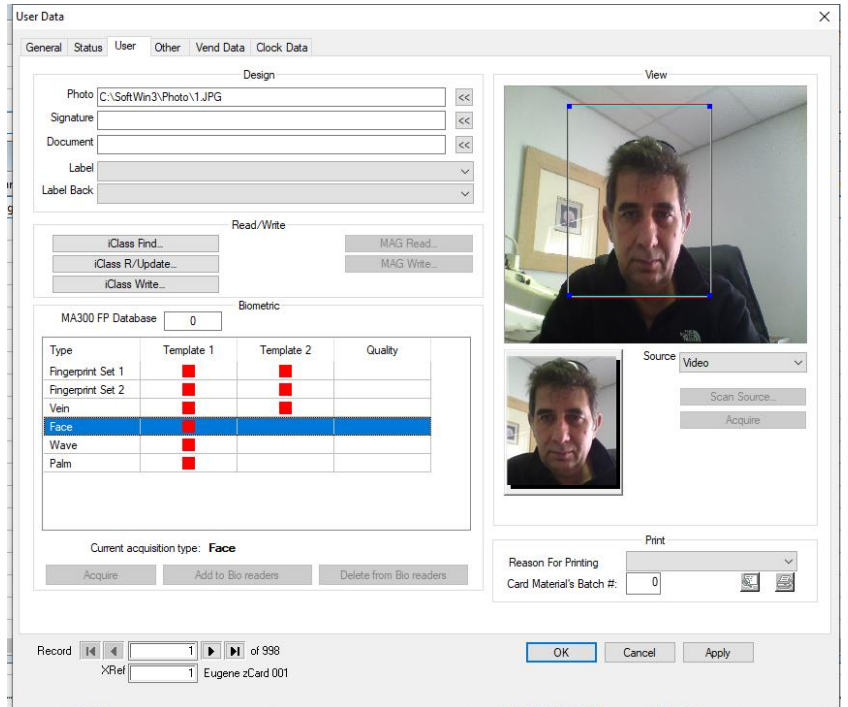 User Data
General Status User Other Vend Data Clock Data
Design
Photo C:\SoftWin3\Photo\1.JPG <<
Signature <<
Document <<
Label
Label Back
Read/Write
iClass Find... MAG Read...
iClass R/Update... MAG Write...
iClass Write...
Biometric
MA300 FP Database 0
Type Template 1 Template 2 Quality
Fingerprint Set 1
Fingerprint Set 2
Vein
Face
Wave
Palm
Current acquisition type: Face
Acquire Add to Bio readers Delete from Bio readers
View
Source Video
Scan Source...
Acquire
Print
Reason For Printing
Card Material's Batch #: 0
Record 1 of 998
XRef 1 Eugene zCard 001
OK Cancel Apply